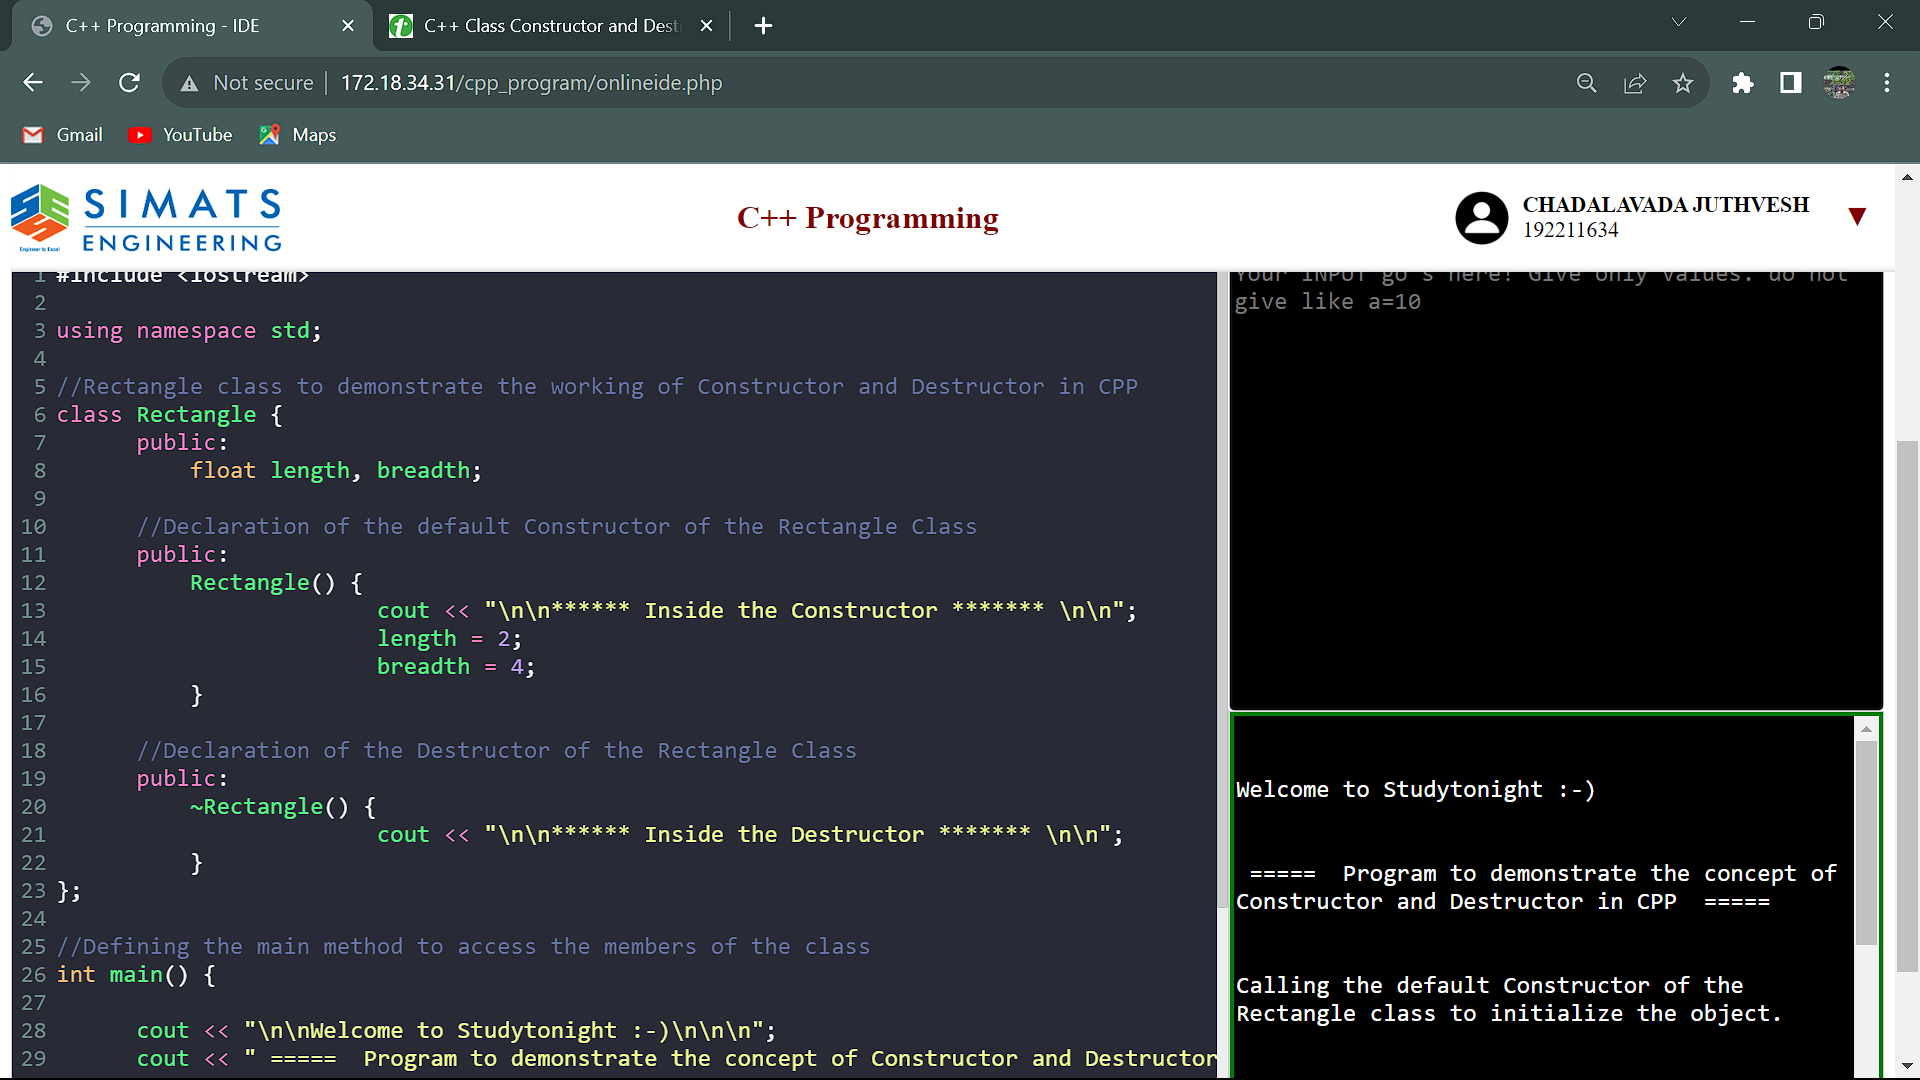 C++ Programming - IDE
C++ Class Constructor and Dest
Not secure
172.18.34.31/cpp_program/onlineide.php
Gmail
YouTube
Maps
SIMATS
ENGINEERING
Engineer to Excel
C++ Programming
CHADALAVADA JUTHVESH
192211634
1 #include <iostream>
2
3 using namespace std;
4
5 //Rectangle class to demonstrate the working of Constructor and Destructor in CPP
6 class Rectangle {
7 public:
8 float length, breadth;
9
10 //Declaration of the default Constructor of the Rectangle Class
11 public:
12 Rectangle() {
13 cout << "\n\n****** Inside the Constructor ******* \n\n";
14 length = 2;
15 breadth = 4;
16 }
17
18 //Declaration of the Destructor of the Rectangle Class
19 public:
20 ~Rectangle() {
21 cout << "\n\n****** Inside the Destructor ******* \n\n";
22 }
23 };
24
25 //Defining the main method to access the members of the class
26 int main() {
27
28 cout << "\n\nWelcome to Studytonight :-)\n\n\n";
29 cout << " ===== Program to demonstrate the concept of Constructor and Destructor
Your INPUT go's here! Give only values. do not
give like a=10
Welcome to Studytonight :-)
===== Program to demonstrate the concept of
Constructor and Destructor in CPP =====
Calling the default Constructor of the
Rectangle class to initialize the object.